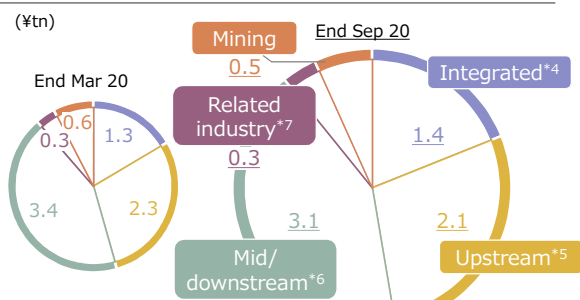 (¥tn)
End Mar 20
0.6
1.3
0.3
3.4
2.3
End Sep 20
Mining
0.5
Integrated*4
Related
industry*7
0.3
1.4
3.1
2.1
Mid/
downstream*6
Upstream*5